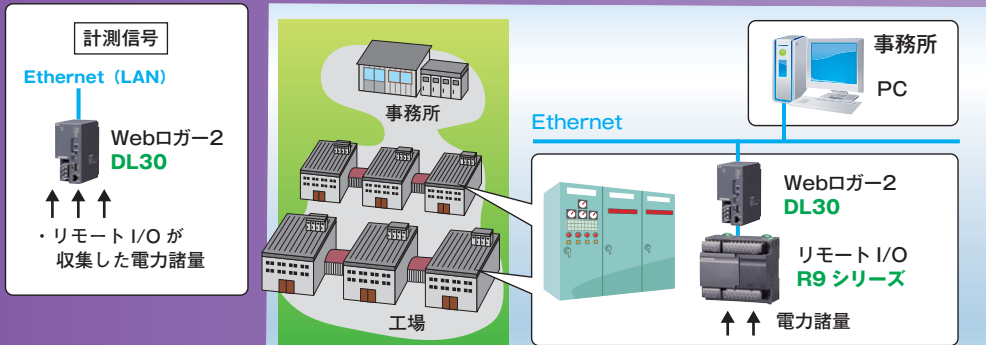 計測信号
Ethernet（LAN）
Webロガー2
DL30
・リモート I/O が
収集した電力諸量
事務所
工場
Ethernet
事務所
PC
Webロガー2
DL30
リモート I/O
R9 シリーズ
電力諸量